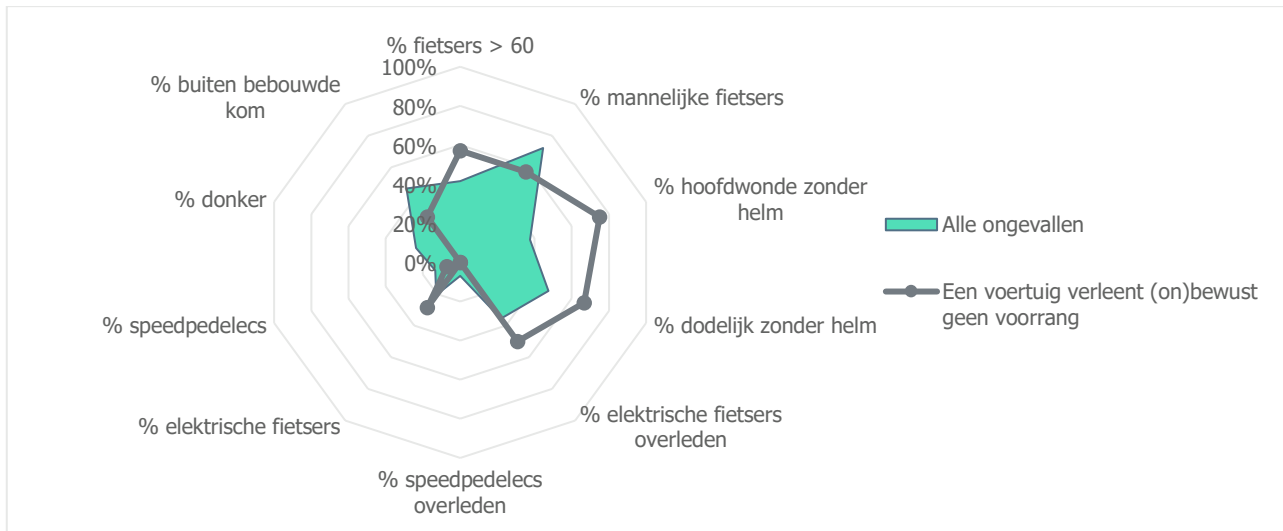 % fietsers > 60
% mannelijke fietsers
% hoofdwonde zonder
helm
% dodelijk zonder helm
% elektrische fietsers
overleden
% speedpedelecs
overleden
% elektrische fietsers
% speedpedelecs
% donker
% buiten bebouwde
kom
100%
80%
60%
40%
20%
0%
Alle ongevallen
Een voertuig verleent (on)bewust
geen voorrang